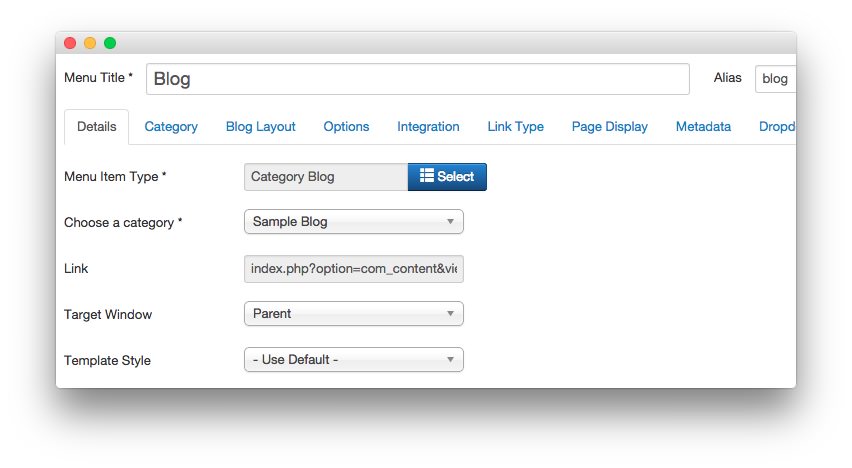 Menu Title * Blog Alias blog
Details Category Blog Layout Options Integration Link Type Page Display Metadata Dropd
Menu Item Type * Category Blog Select
Choose a category * Sample Blog
Link index.php?option=com_content&vie
Target Window Parent
Template Style - Use Default -